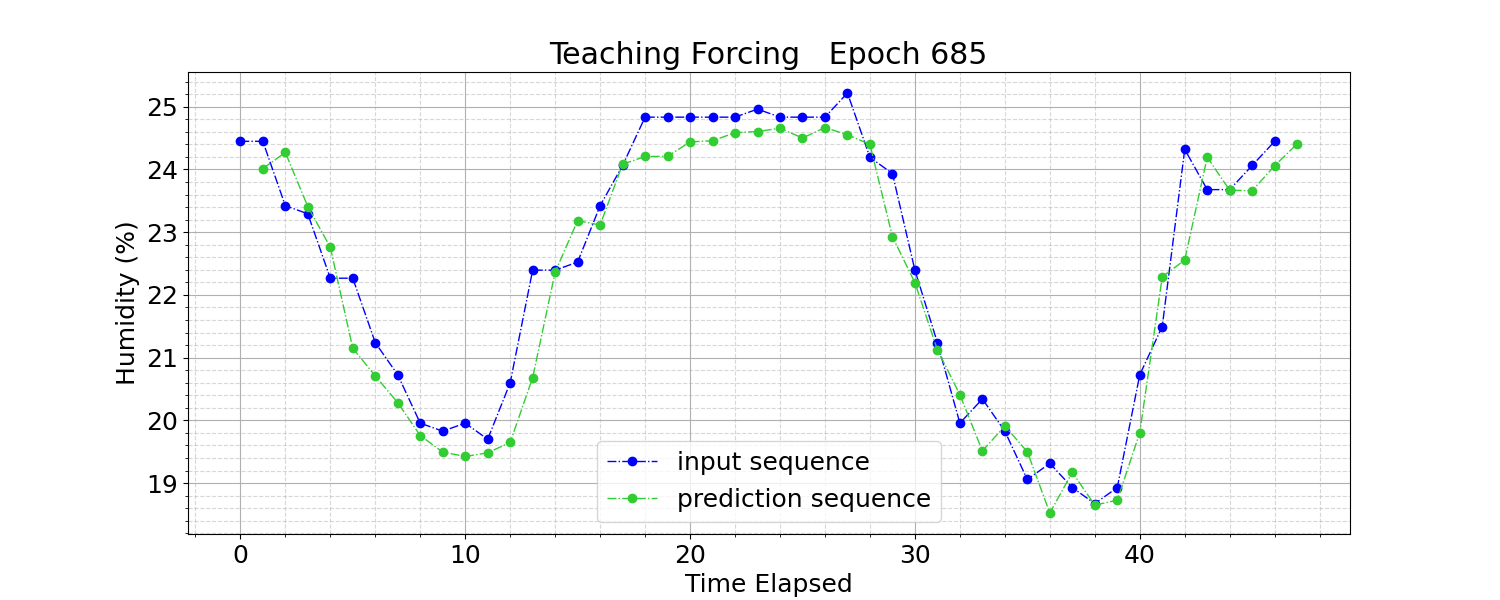 Teaching Forcing   Epoch 685
Humidity (%)
25
24
23
22
21
20
19
input sequence
prediction sequence
0 10 20 30 40
Time Elapsed